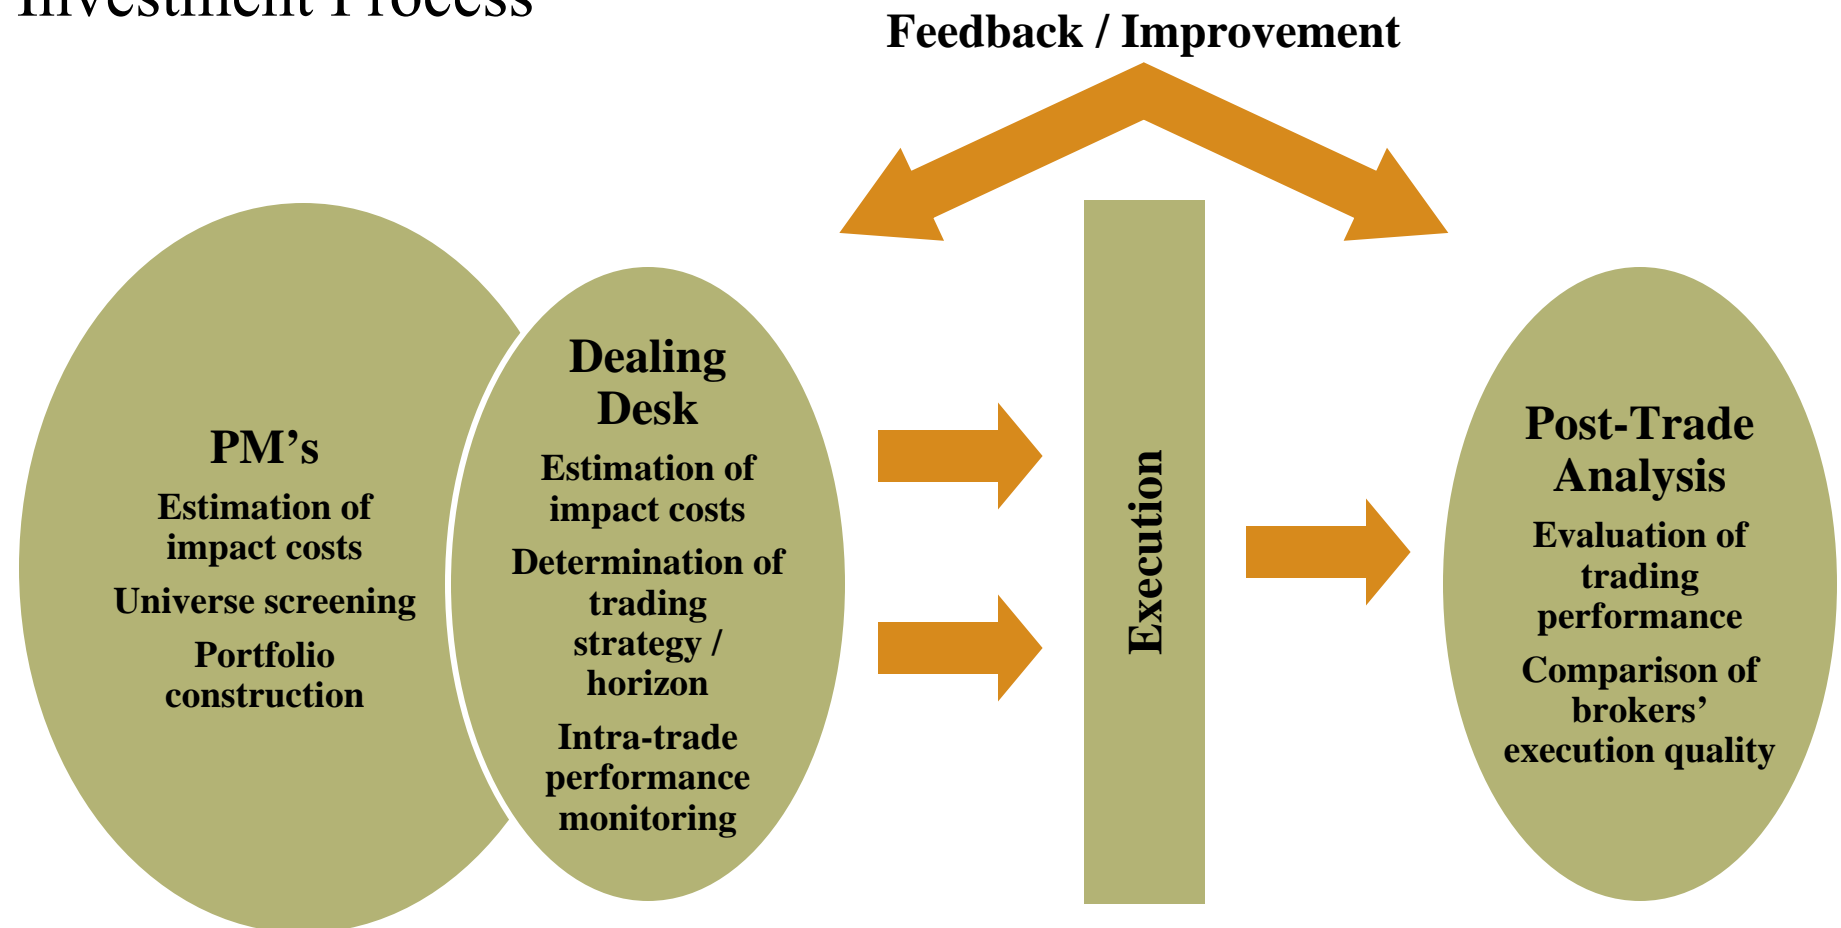 Investment Process
Feedback / Improvement
PM’s
Estimation of
impact costs
Universe screening
Portfolio
construction
Dealing
Desk
Estimation of
impact costs
Determination of
trading
strategy /
horizon
Intra-trade
performance
monitoring
Execution
Post-Trade
Analysis
Evaluation of
trading
performance
Comparison of
brokers’
execution quality